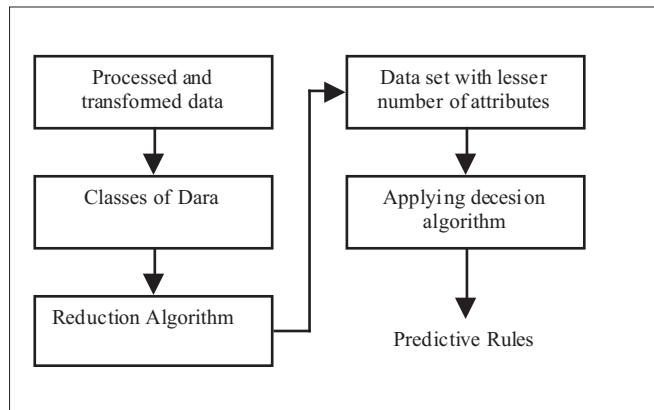 Processed and
transformed data
Classes of Dara
Reduction Algorithm
Data set with lesser
number of attributes
Applying decesion
algorithm
Predictive Rules